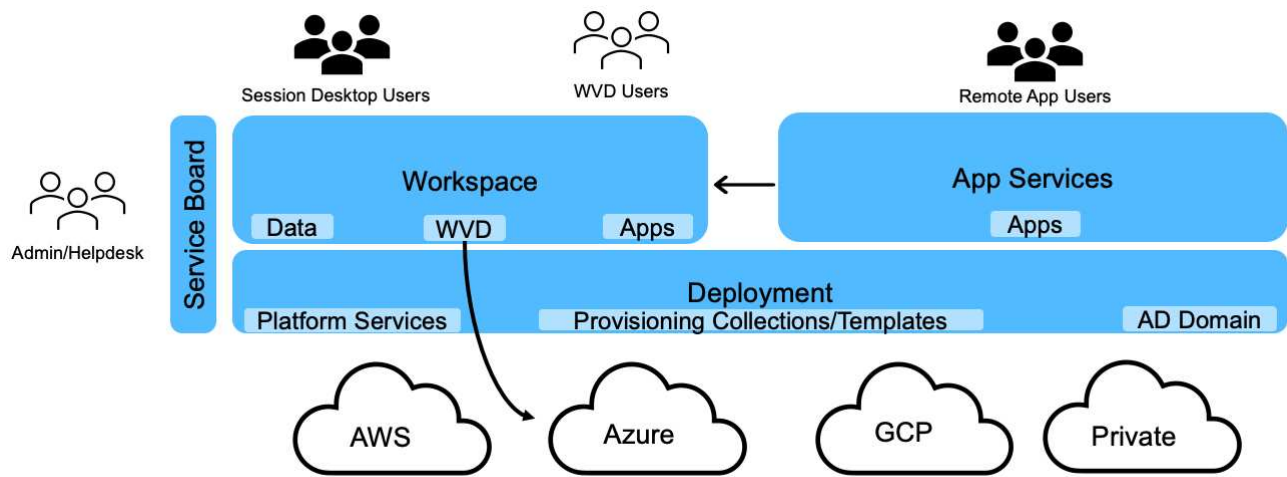 Session Desktop Users
WVD Users
Remote App Users
Admin/Helpdesk
Service Board
Workspace
Data
WVD
Apps
App Services
Apps
Deployment
Platform Services
Provisioning Collections/Templates
AD Domain
AWS
Azure
GCP
Private